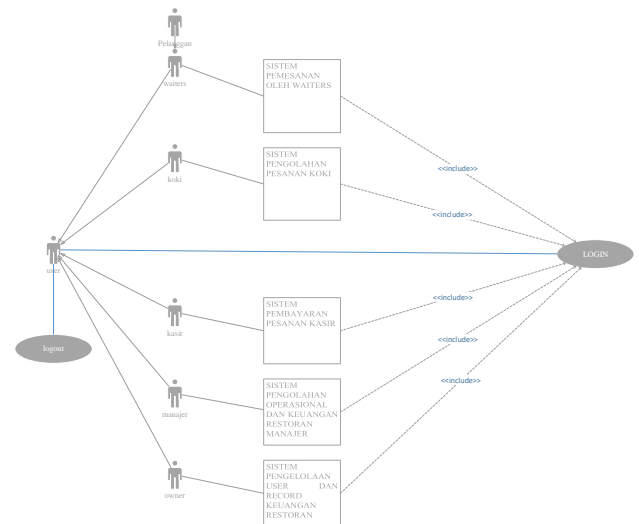 Pelanggan
waiters
SISTEM
PEMESANAN
OLEH WAITERS
<<include>>
koki
SISTEM
PENGOLAHAN
PESANAN KOKI
<<include>>
user
LOGIN
logout
kasir
SISTEM
PEMBAYARAN
PESANAN KASIR
<<include>>
<<include>>
manajer
SISTEM
PENGOLAHAN
OPERASIONAL
DAN KEUANGAN
RESTORAN
MANAJER
<<include>>
owner
SISTEM
PENGELOLAAN
USER DAN
RECORD
KEUANGAN
RESTORAN